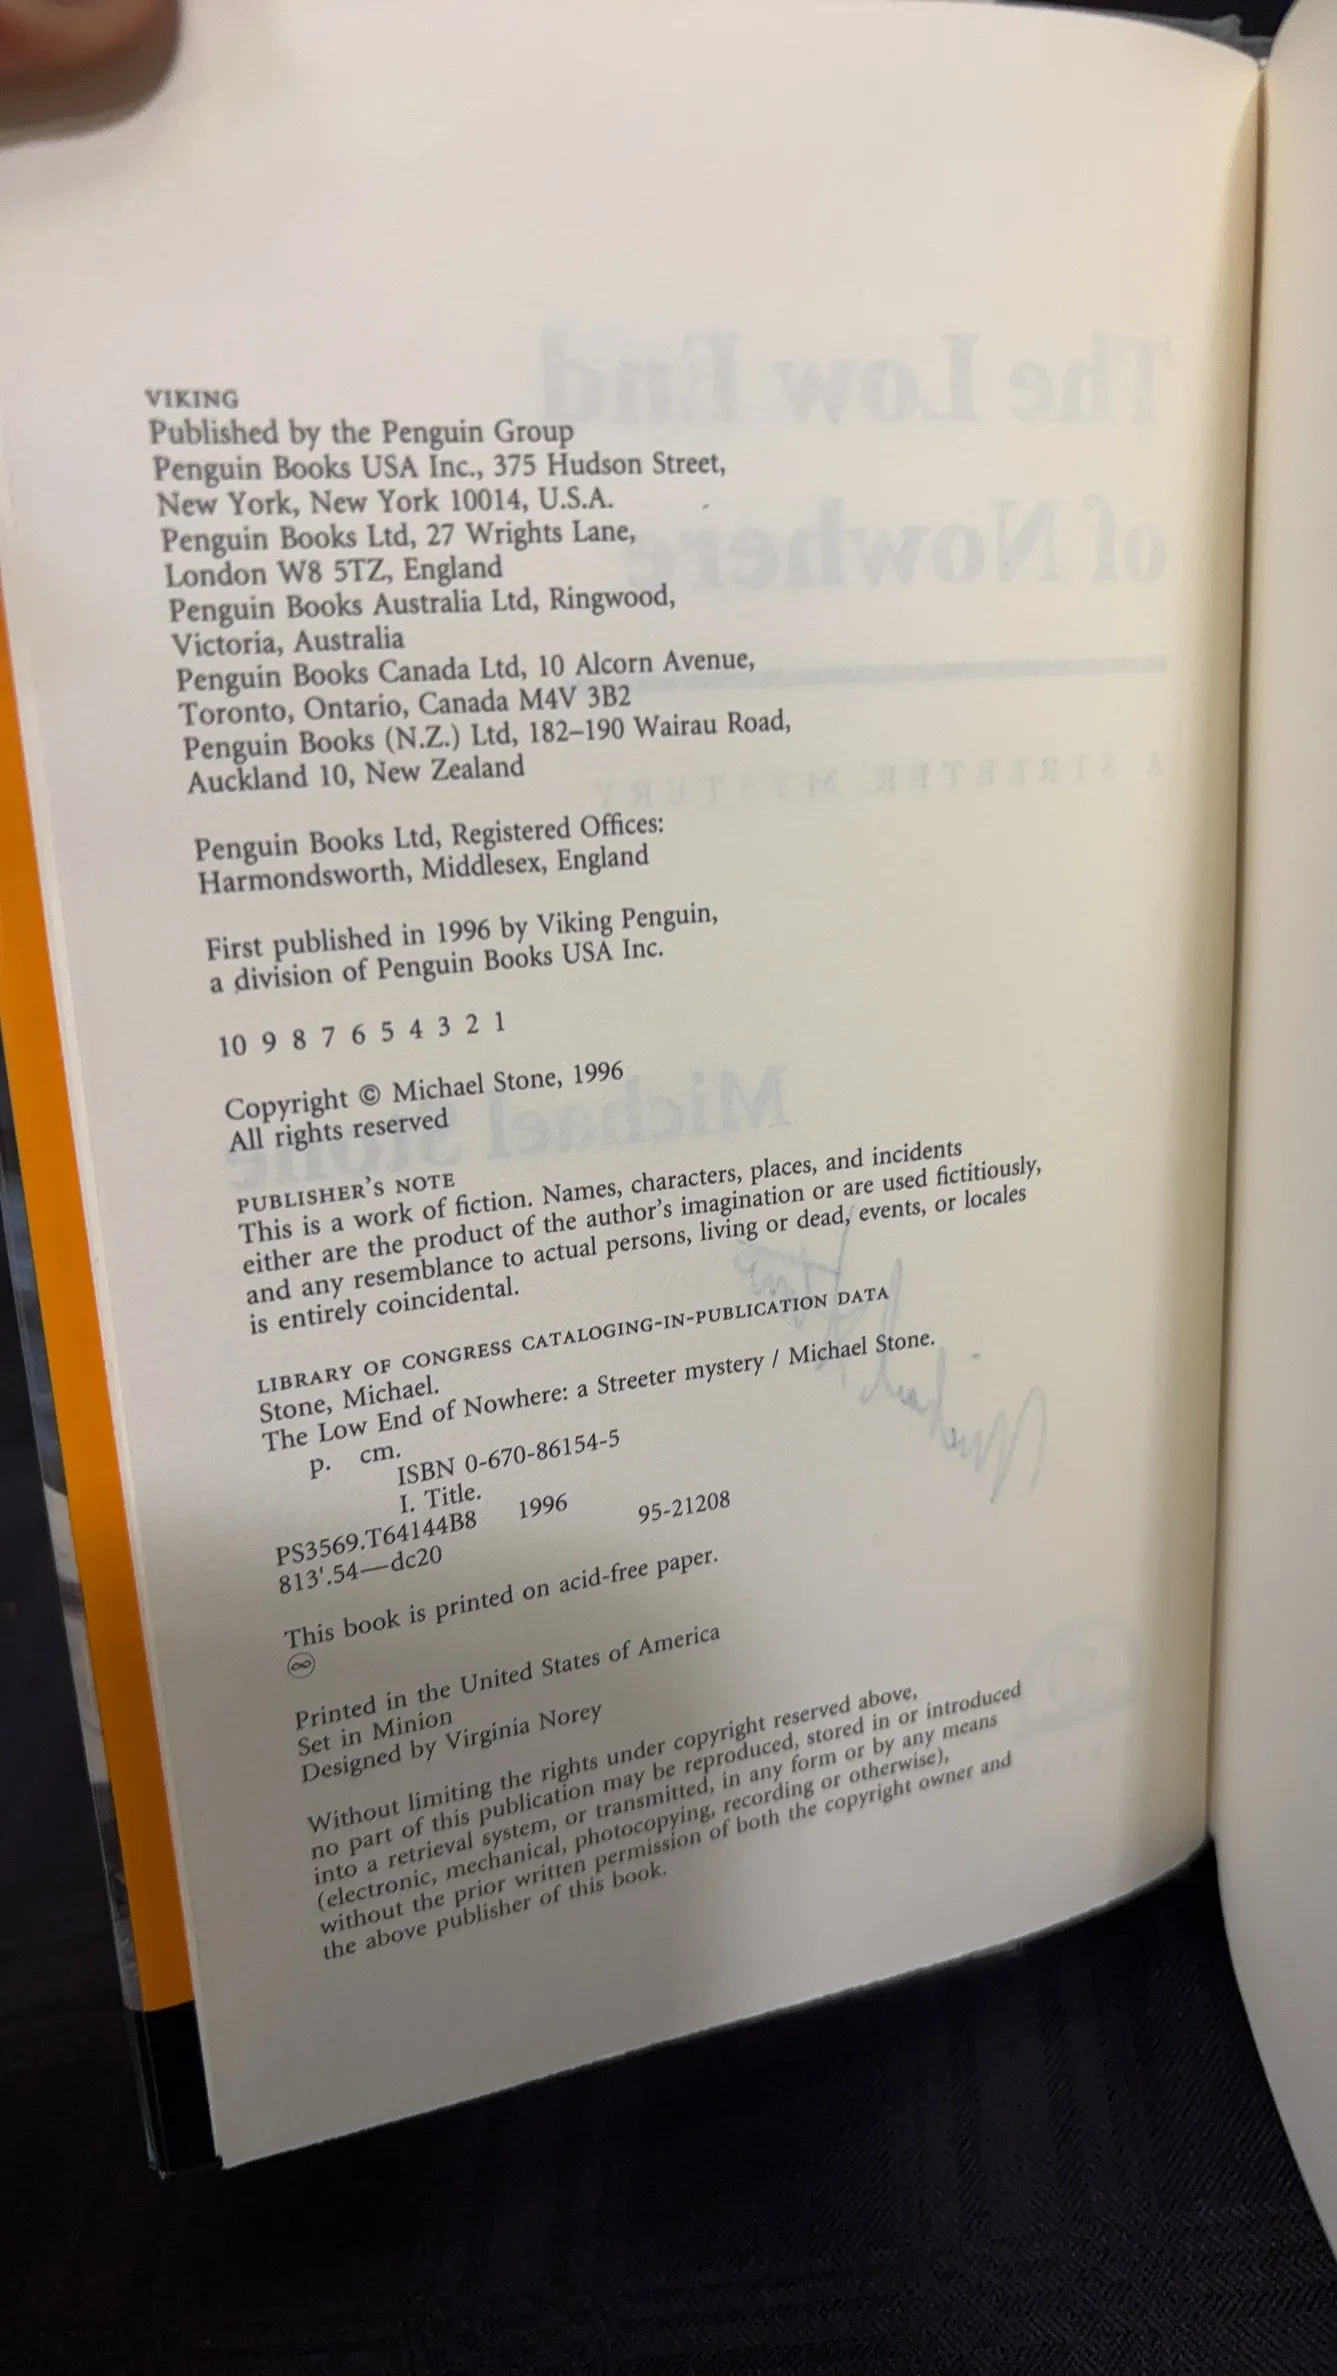 VIKING
Published by the Penguin Group
Penguin Books USA Inc., 375 Hudson Street,
New York, New York 10014, U.S.A.
Penguin Books Ltd, 27 Wrights Lane,
London W8 5TZ, England
Penguin Books Australia Ltd, Ringwood,
Victoria, Australia
Penguin Books Canada Ltd, 10 Alcorn Avenue,
Toronto, Ontario, Canada M4V 3B2
Penguin Books (N.Z.) Ltd, 182–190 Wairau Road,
Auckland 10, New Zealand
Penguin Books Ltd, Registered Offices:
Harmondsworth, Middlesex, England
First published in 1996 by Viking Penguin,
a division of Penguin Books USA Inc.
10 9 8 7 6 5 4 3 2 1
Copyright © Michael Stone, 1996
All rights reserved
PUBLISHER'S NOTE
This is a work of fiction. Names, characters, places, and incidents
either are the product of the author's imagination or are used fictitiously,
and any resemblance to actual persons, living or dead, events, or locales
is entirely coincidental.
LIBRARY OF CONGRESS CATALOGING-IN-PUBLICATION DATA
Stone, Michael.
The Low End of Nowhere: a Streeter mystery / Michael Stone.
p. cm.
ISBN 0-670-86154-5
I. Title.
PS3569.T64144B8 1996 95-21208
813'.54—dc20
This book is printed on acid-free paper.
♾
Printed in the United States of America
Set in Minion
Designed by Virginia Norey
Without limiting the rights under copyright reserved above,
no part of this publication may be reproduced, stored in or introduced
into a retrieval system, or transmitted, in any form or by any means
(electronic, mechanical, photocopying, recording or otherwise),
without the prior written permission of both the copyright owner and
the above publisher of this book.
The Low End
of Nowhere
A STREETER MYSTERY
Michael Stone
Michael Stone